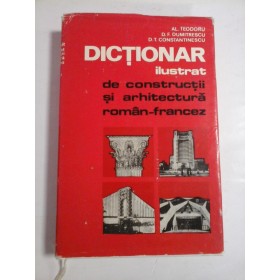 AL. TEODORU
D.F. DUMITRESCU
D.T. CONSTANTINESCU
DICȚIONAR
ilustrat
de construcții
și arhitectură
român-francez